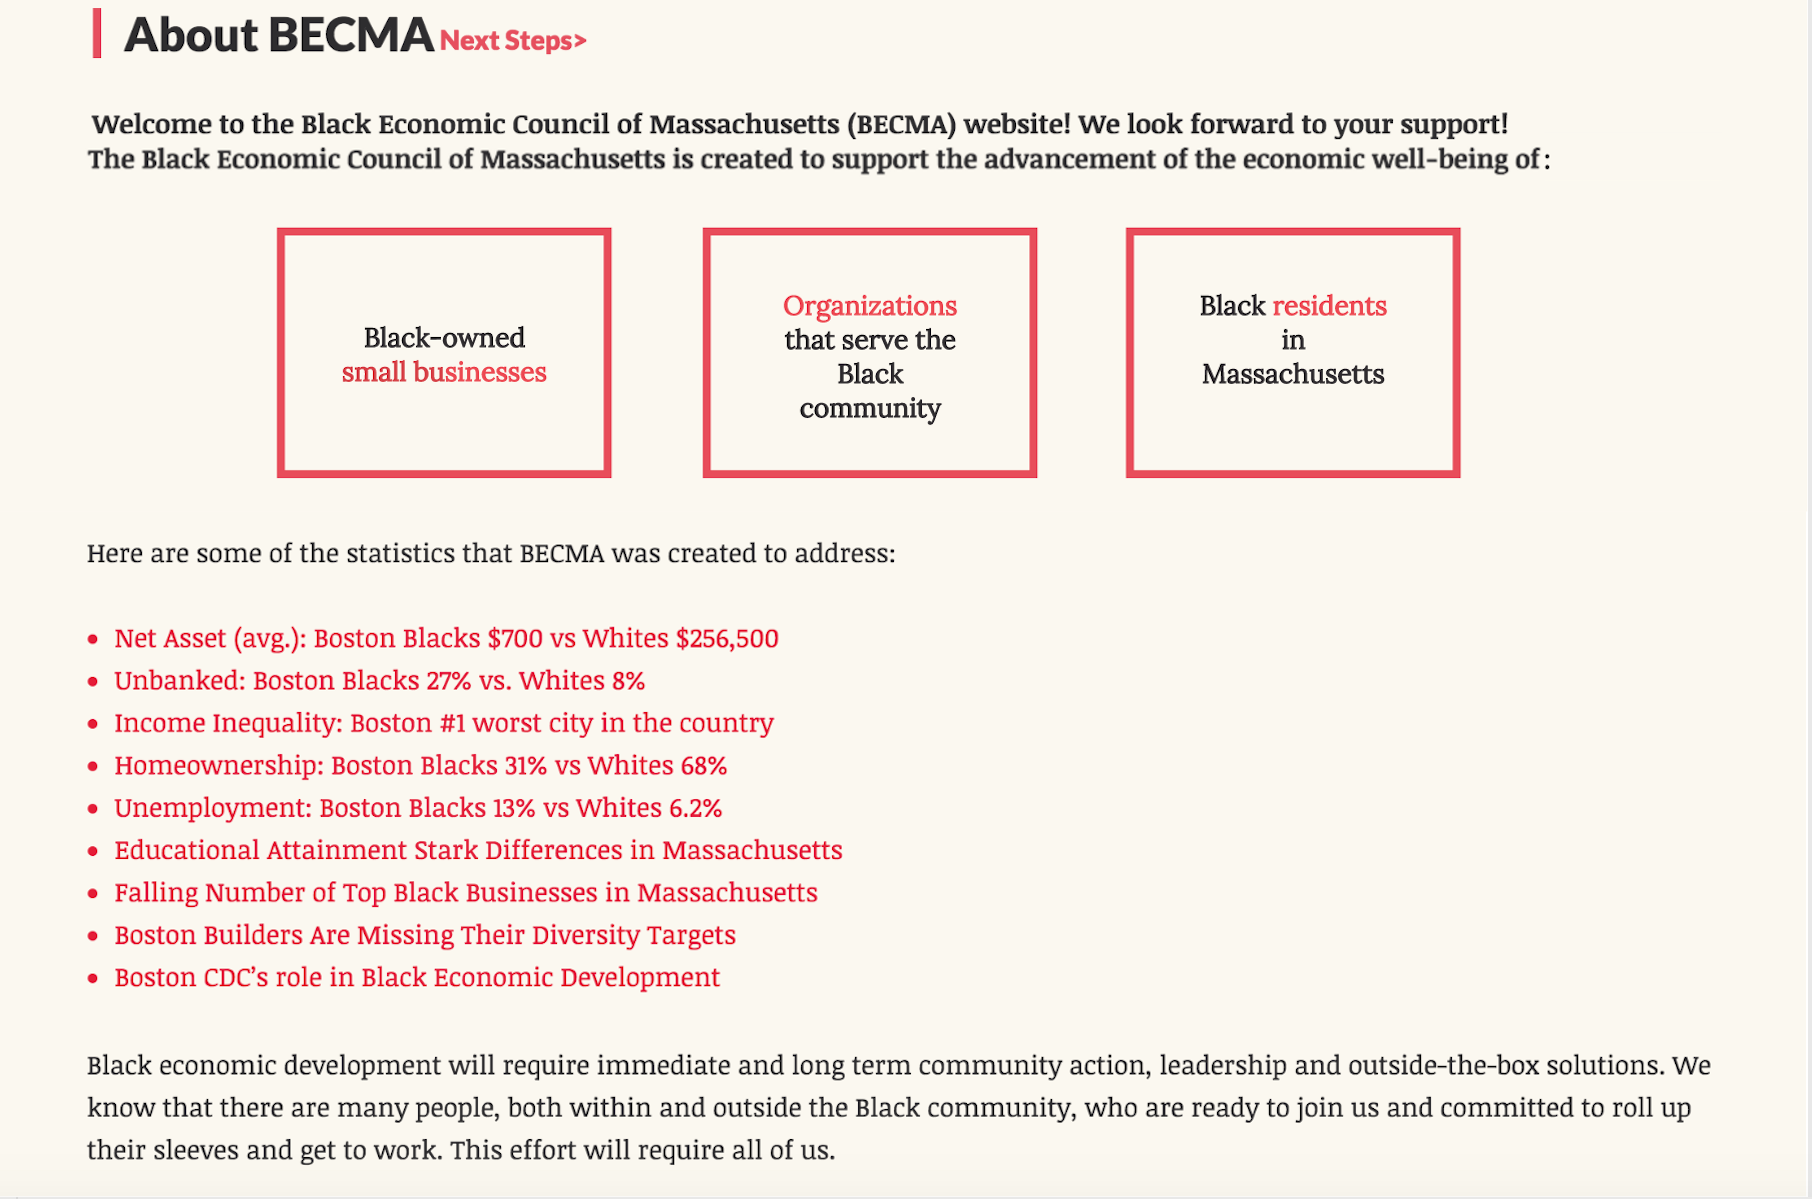 About BECMA Next Steps>
Welcome to the Black Economic Council of Massachusetts (BECMA) website! We look forward to your support!
The Black Economic Council of Massachusetts is created to support the advancement of the economic well-being of:
Black-owned
small businesses
Organizations
that serve the
Black
community
Black residents
in
Massachusetts
Here are some of the statistics that BECMA was created to address:
• Net Asset (avg.): Boston Blacks $700 vs Whites $256,500
• Unbanked: Boston Blacks 27% vs. Whites 8%
• Income Inequality: Boston #1 worst city in the country
• Homeownership: Boston Blacks 31% vs Whites 68%
• Unemployment: Boston Blacks 13% vs Whites 6.2%
• Educational Attainment Stark Differences in Massachusetts
• Falling Number of Top Black Businesses in Massachusetts
• Boston Builders Are Missing Their Diversity Targets
• Boston CDC’s role in Black Economic Development
Black economic development will require immediate and long term community action, leadership and outside-the-box solutions. We
know that there are many people, both within and outside the Black community, who are ready to join us and committed to roll up
their sleeves and get to work. This effort will require all of us.